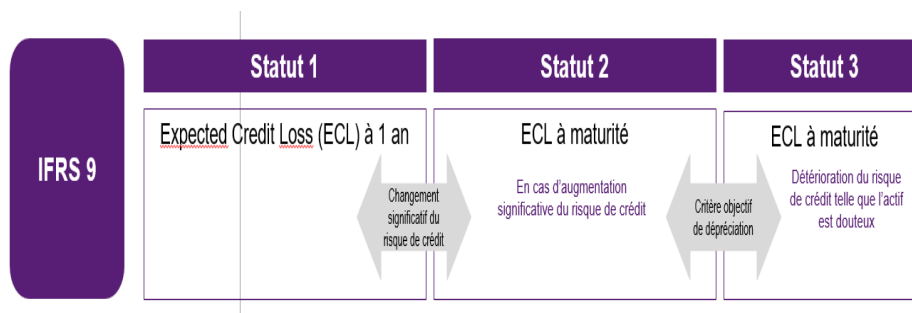 IFRS 9
Statut 1
Statut 2
Statut 3
Expected Credit Loss (ECL) à 1 an
Changement
significatif du
risque de crédit
ECL à maturité
En cas d'augmentation
significative du risque de crédit
Critère objectif
de dépréciation
ECL à maturité
Détérioration du risque
de crédit telle que l'actif
est douteux